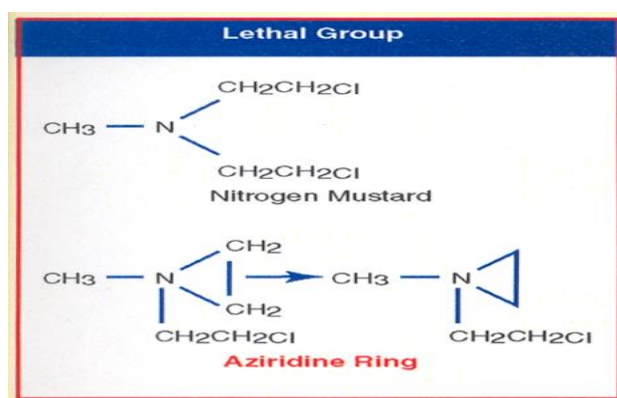 Lethal Group
CH2CH2Cl
CH3 N
CH2CH2Cl
Nitrogen Mustard
CH2
CH3 N CH3 N
CH2
CH2CH2Cl CH2CH2Cl
Aziridine Ring